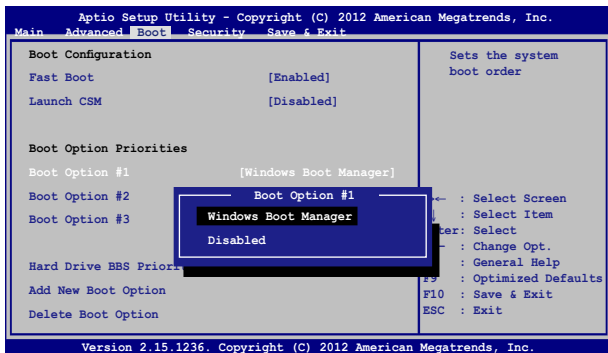 Aptio Setup Utility - Copyright (C) 2012 American Megatrends, Inc.
Main Advanced Boot Security Save & Exit
Boot Configuration
Fast Boot [Enabled]
Launch CSM [Disabled]
Boot Option Priorities
Boot Option #1 [Windows Boot Manager]
Boot Option #2
Boot Option #3
Hard Drive BBS
Add New Boot Option
Delete Boot Option
Boot Option #1
Windows Boot Manager
Disabled
Sets the system
boot order
: Select Screen
: Select Item
: Select
: Change Opt.
: General Help
F9 : Optimized Defaults
F10 : Save & Exit
ESC : Exit
Version 2.15.1236. Copyright (C) 2012 American Megatrends, Inc.